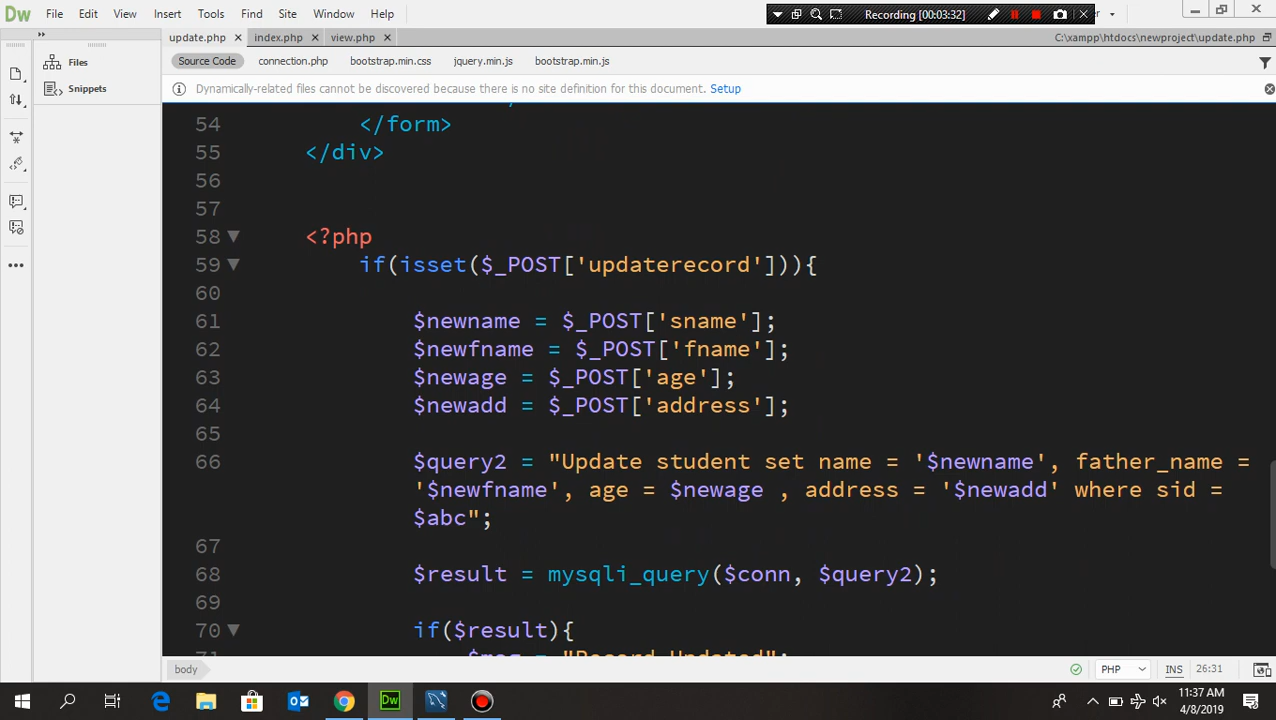 Dw File Edit View Insert Tools Find Site Window Help
Recording [00:03:32]
update.php index.php view.php C:\xampp\htdocs\newproject\update.php
Files
Snippets
Source Code connection.php bootstrap.min.css jquery.min.js bootstrap.min.js
Dynamically-related files cannot be discovered because there is no site definition for this document. Setup
54 </form>
55 </div>
56
57
58 <?php
59 if(isset($_POST['updaterecord'])){
60
61 $newname = $_POST['sname'];
62 $newfname = $_POST['fname'];
63 $newage = $_POST['age'];
64 $newadd = $_POST['address'];
65
66 $query2 = "Update student set name = '$newname', father_name =
'$newfname', age = $newage , address = '$newadd' where sid =
$abc";
67
68 $result = mysqli_query($conn, $query2);
69
70 if($result){
71 $msg = "Record Updated";
body PHP INS 26:31
Dw
11:37 AM
4/8/2019